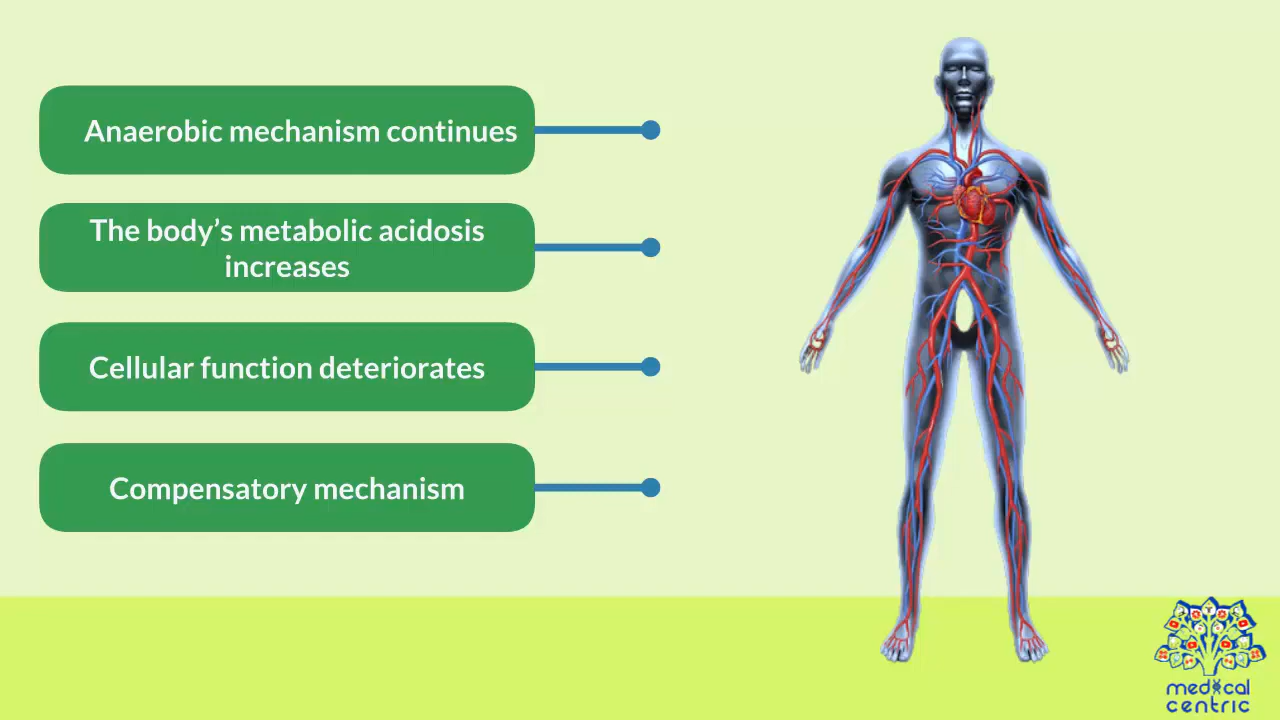 Anaerobic mechanism continues
The body’s metabolic acidosis
increases
Cellular function deteriorates
Compensatory mechanism
medical
centric